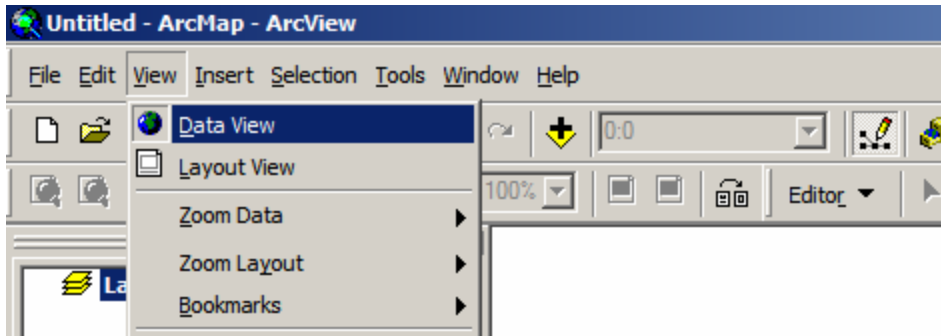 Untitled - ArcMap - ArcView
File Edit View Insert Selection Tools Window Help
Data View
0:0
Layout View
100%
Editor
Zoom Data
Zoom Layout
Bookmarks